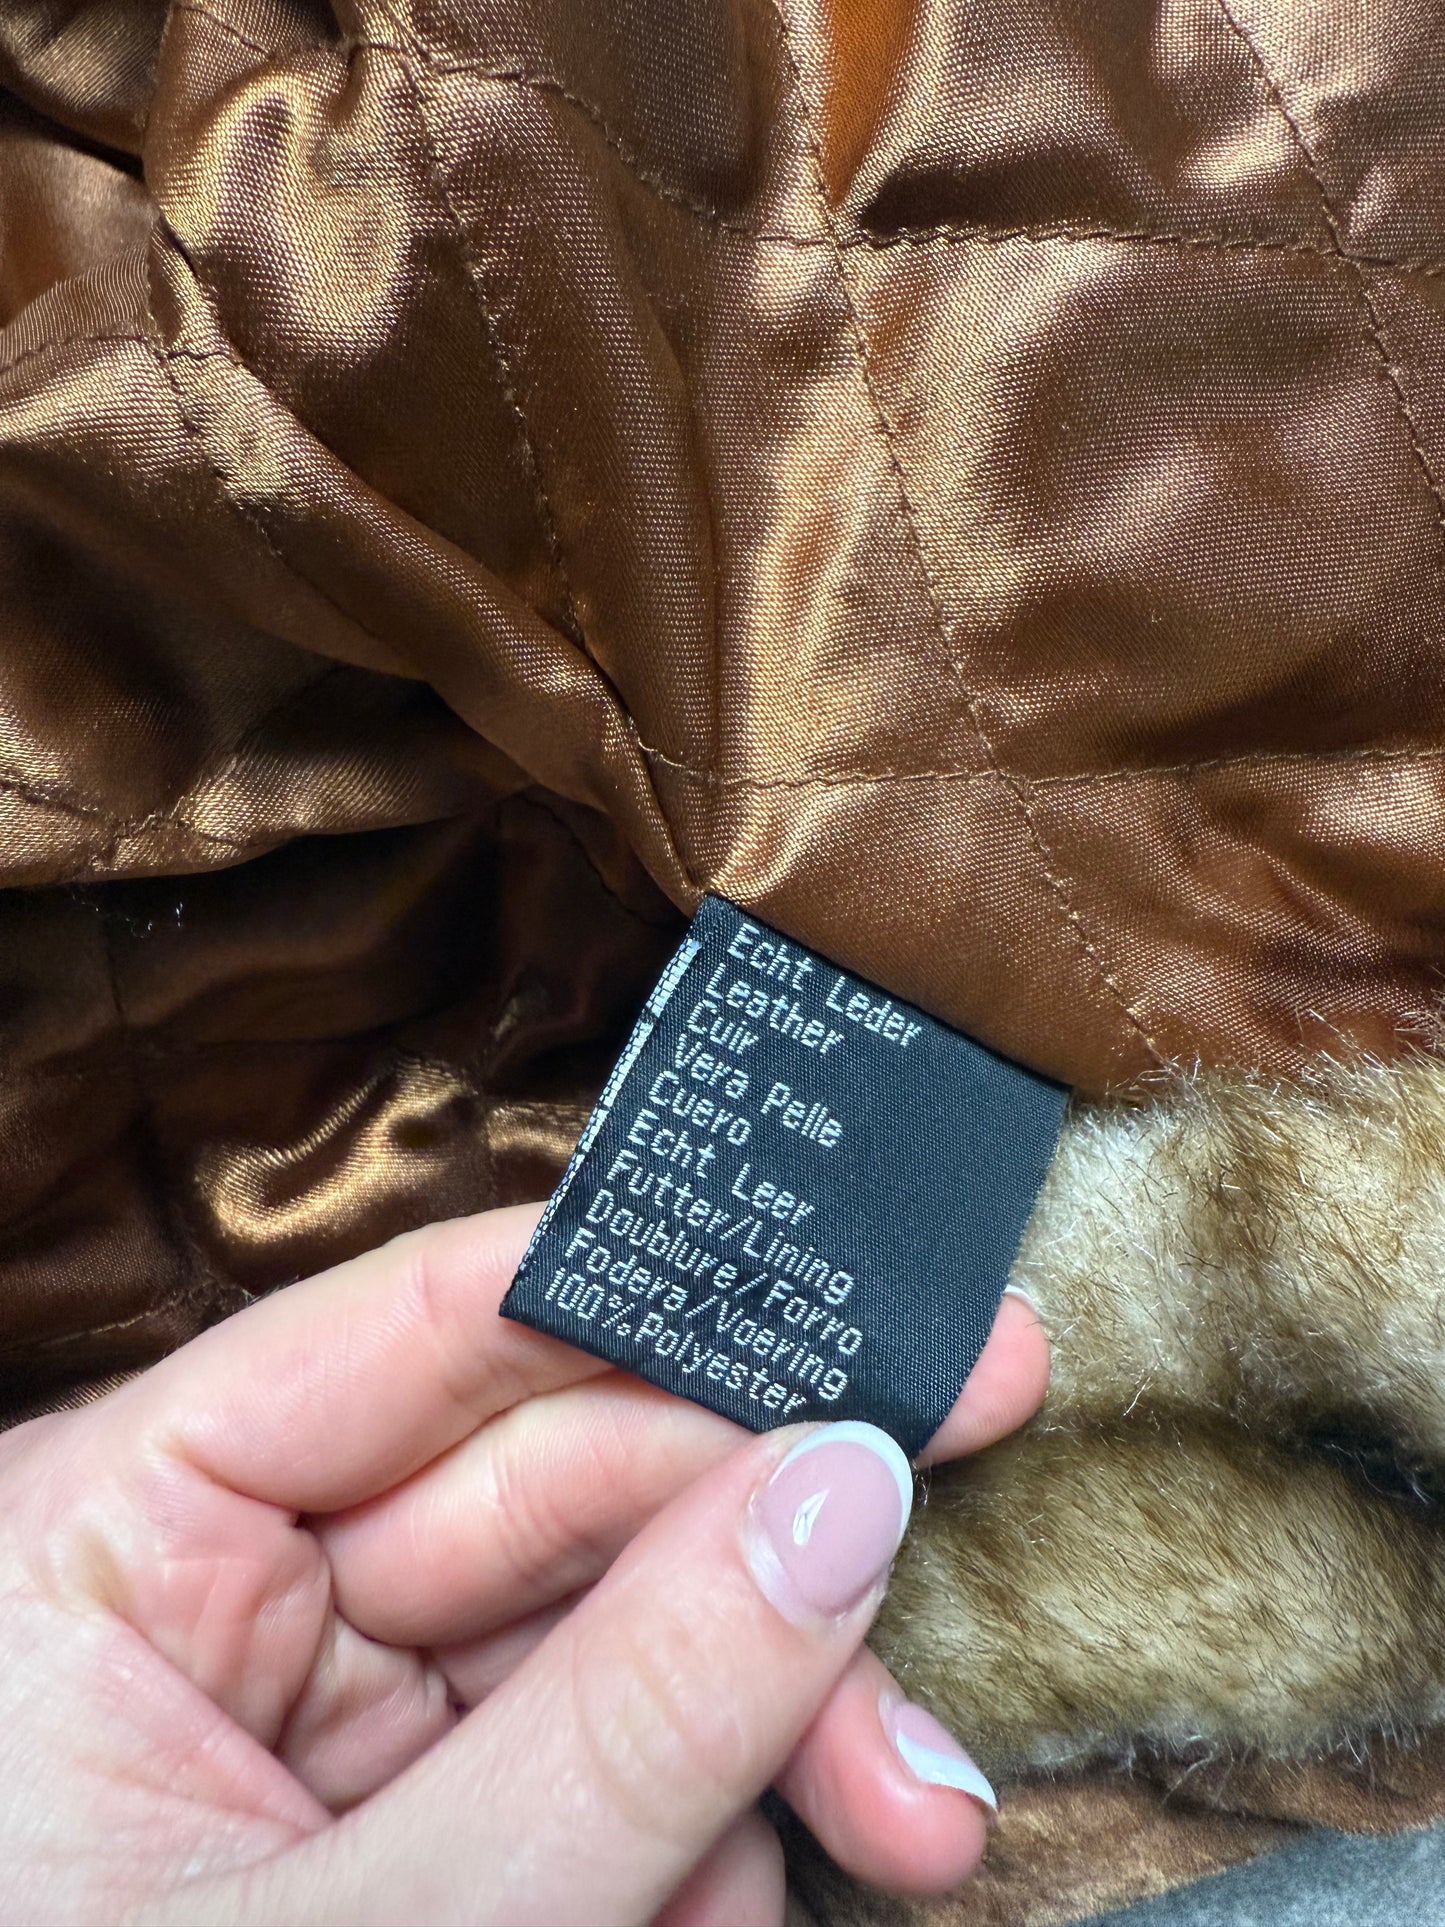 Echt Leder
Leather
Cuir
Vera Pelle
Cuero
Echt Leer
Futter/Lining
Doublure/Forro
Fodera/Voering
100%Polyester